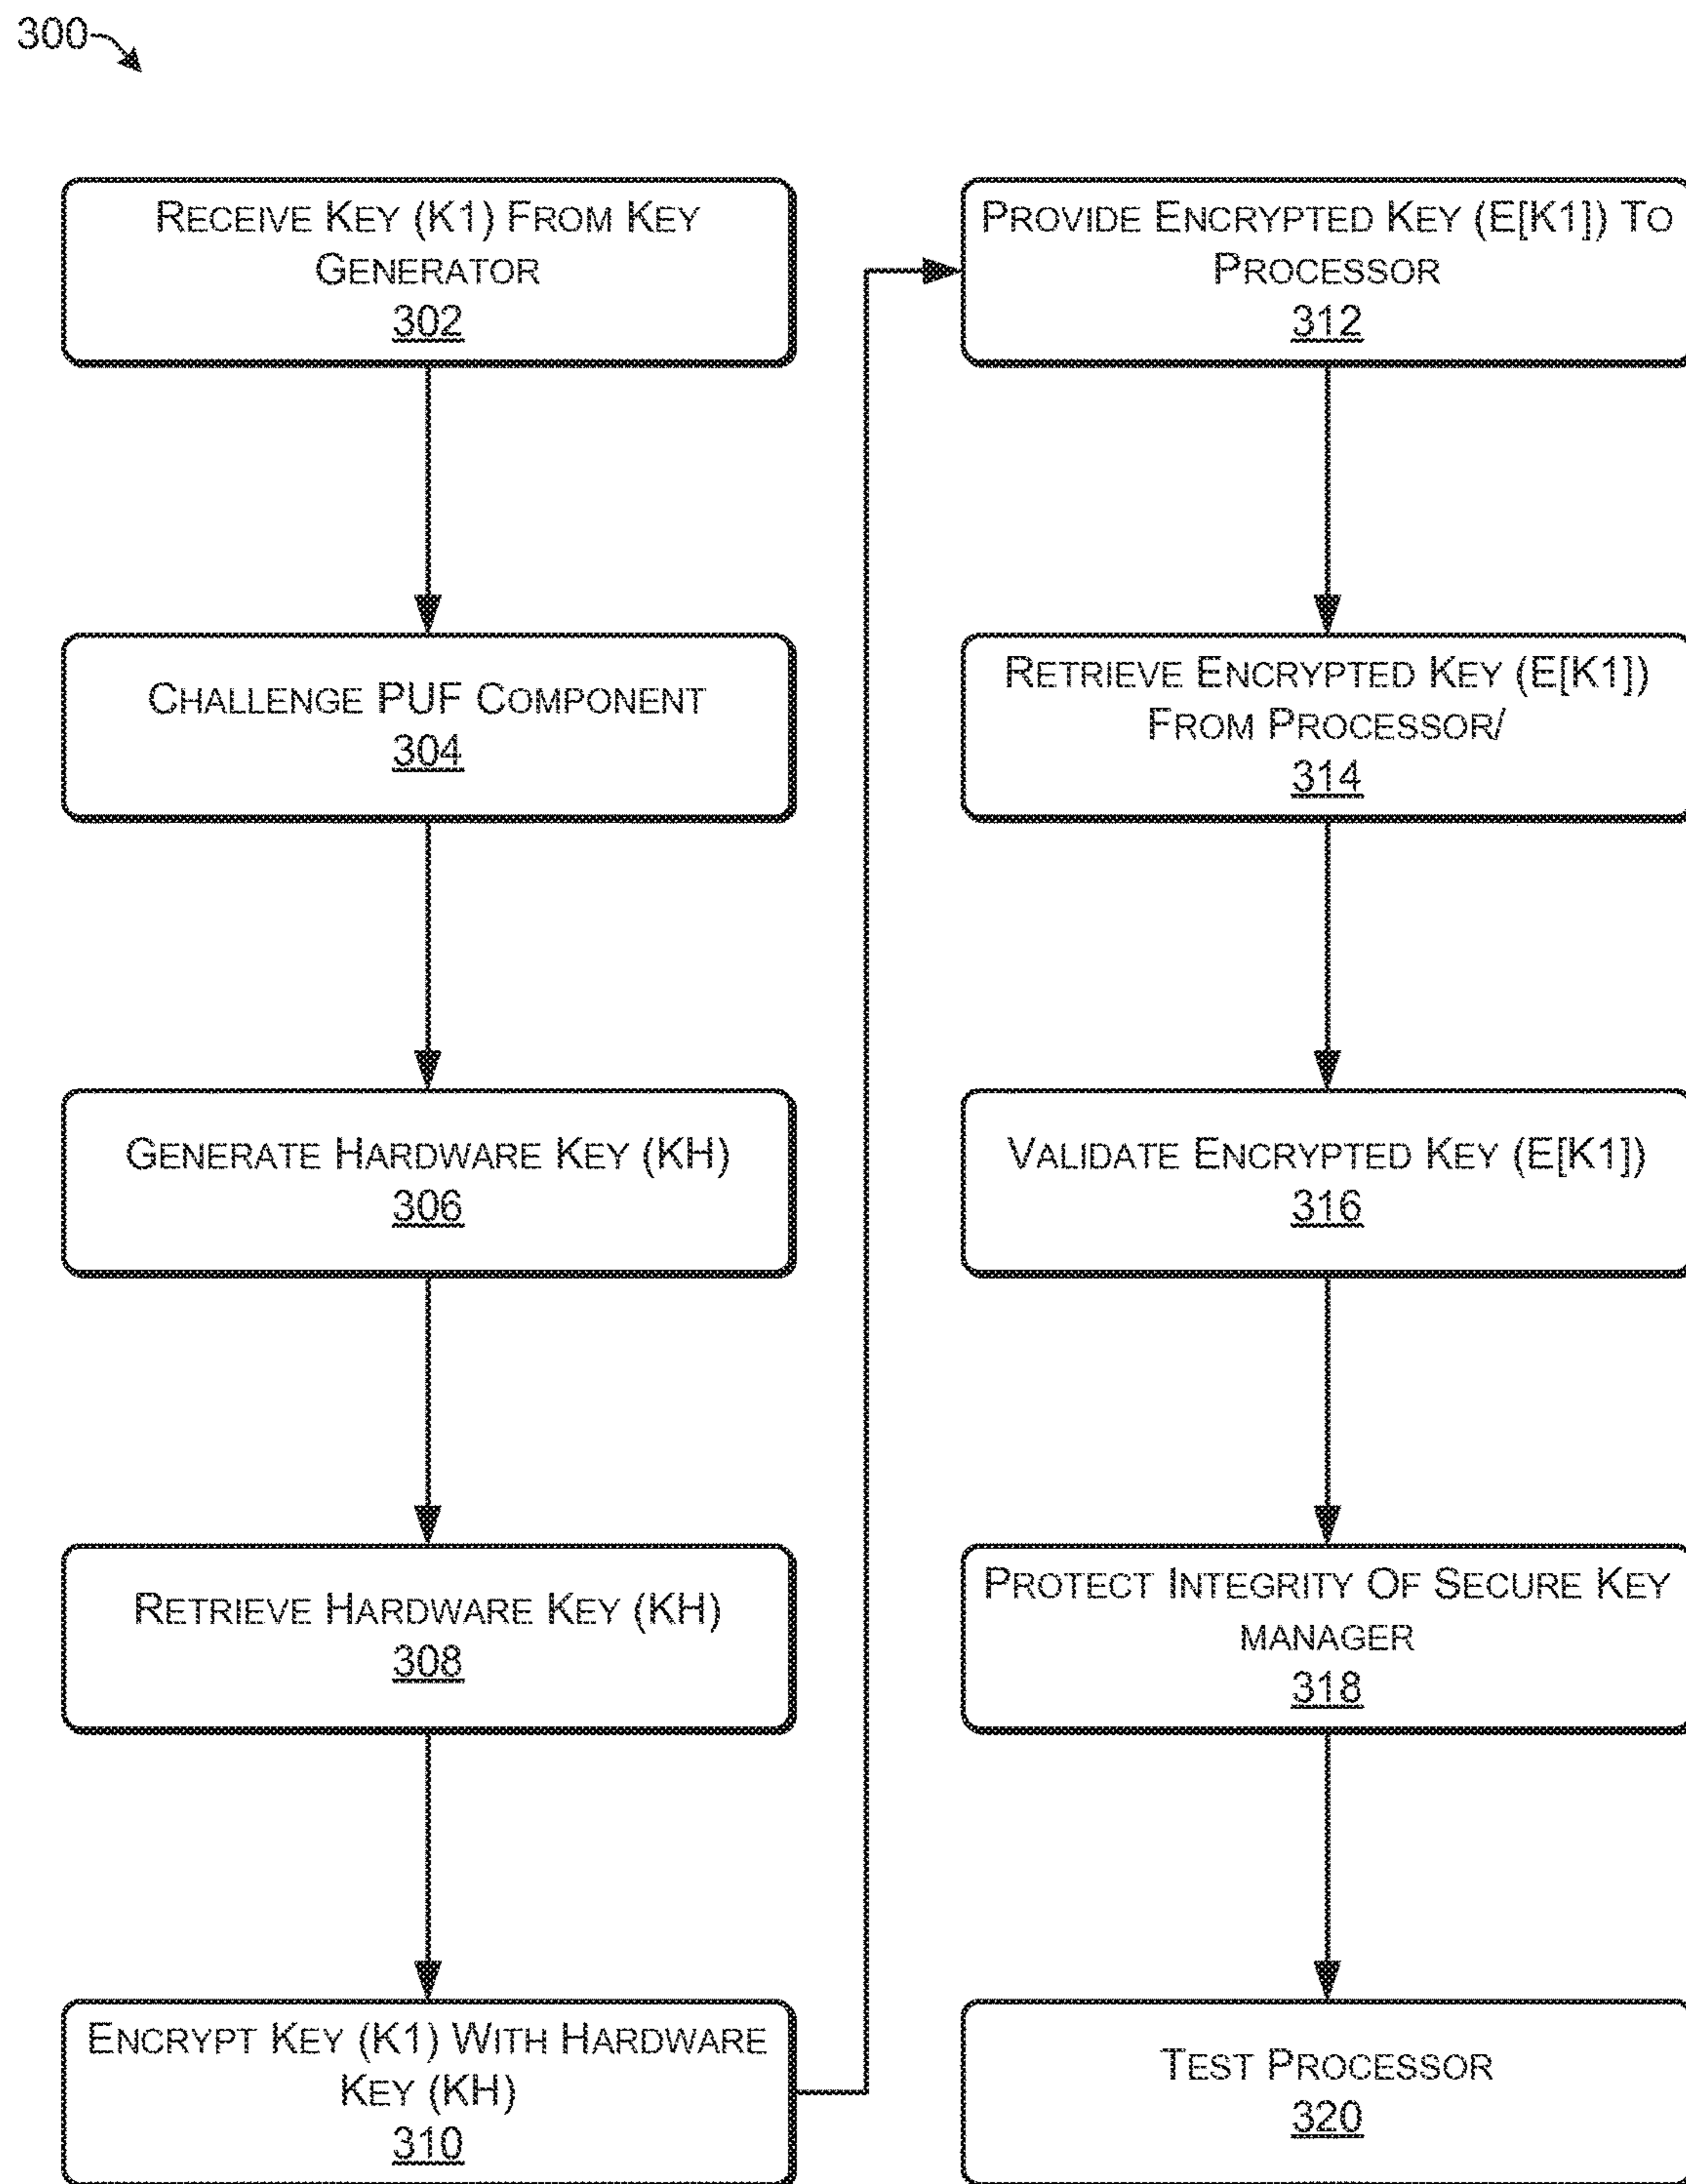 300
RECEIVE KEY (K1) FROM KEY
GENERATOR
302
CHALLENGE PUF COMPONENT
304
GENERATE HARDWARE KEY (KH)
306
RETRIEVE HARDWARE KEY (KH)
308
ENCRYPT KEY (K1) WITH HARDWARE
KEY (KH)
310
PROVIDE ENCRYPTED KEY (E[K1]) TO
PROCESSOR
312
RETRIEVE ENCRYPTED KEY (E[K1])
FROM PROCESSOR/
314
VALIDATE ENCRYPTED KEY (E[K1])
316
PROTECT INTEGRITY OF SECURE KEY
MANAGER
318
TEST PROCESSOR
320